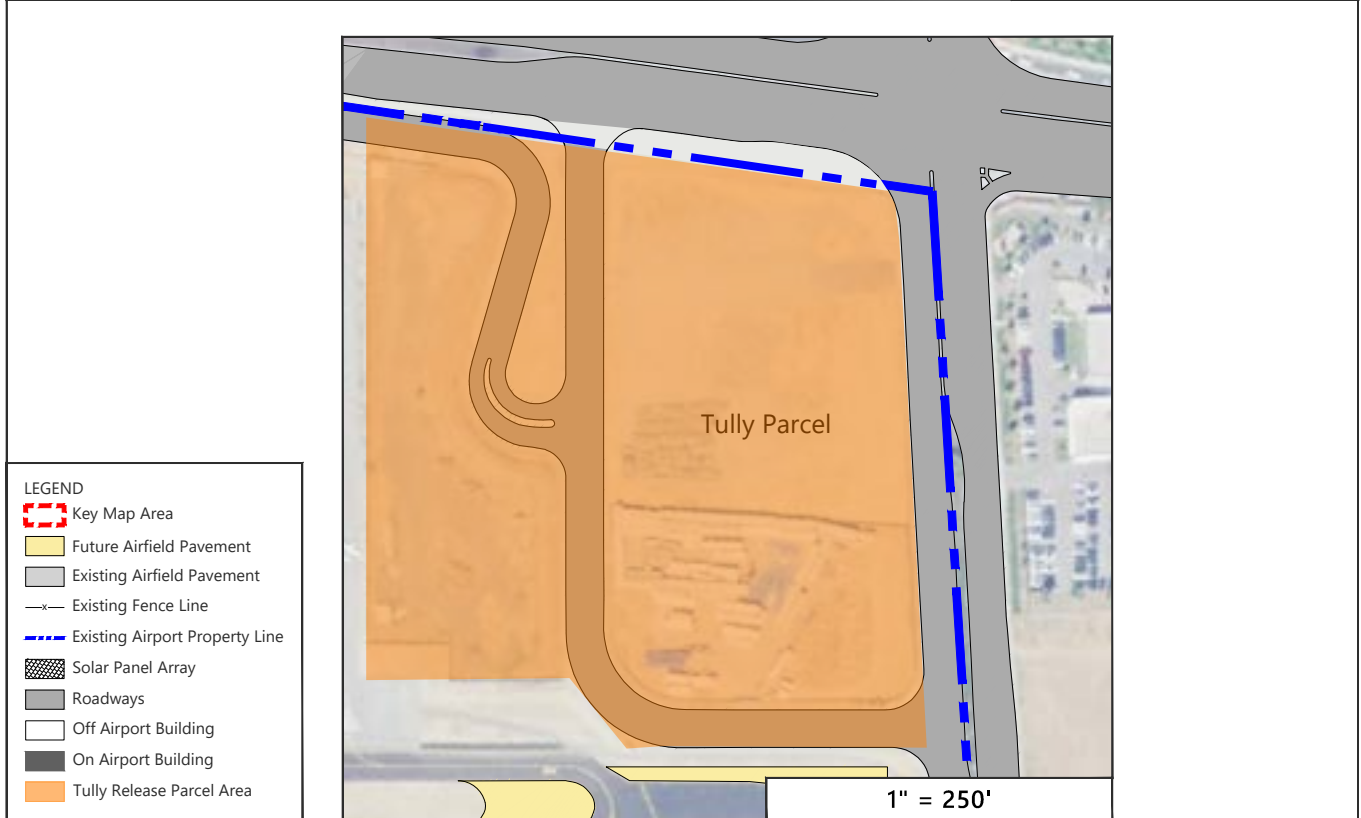 Tully Parcel
LEGEND
Key Map Area
Future Airfield Pavement
Existing Airfield Pavement
x Existing Fence Line
Existing Airport Property Line
Solar Panel Array
Roadways
Off Airport Building
On Airport Building
Tully Release Parcel Area
1" = 250'